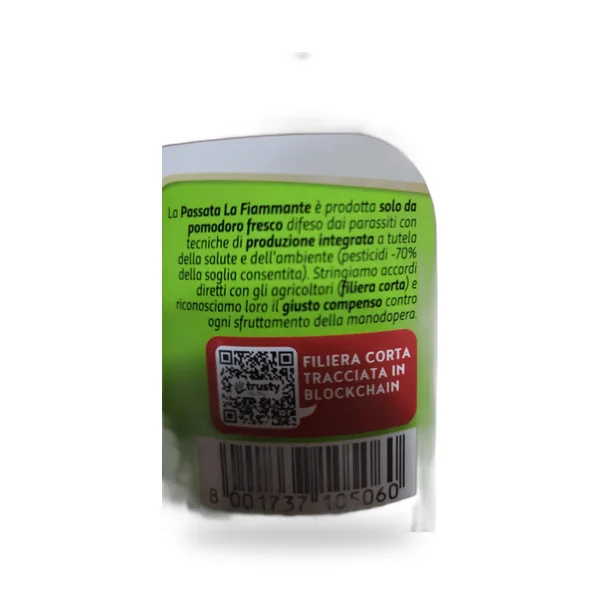 La Passata La Fiammante è prodotta solo da
pomodoro fresco difeso dai parassiti con
tecniche di produzione integrata a tutela
della salute e dell'ambiente (pesticidi -70%
della soglia consentita). Stringiamo accordi
diretti con gli agricoltori (filiera corta) e
riconosciamo loro il giusto compenso contro
ogni sfruttamento della manodopera.
trusty
FILIERA CORTA
TRACCIATA IN
BLOCKCHAIN
8 001737 105060